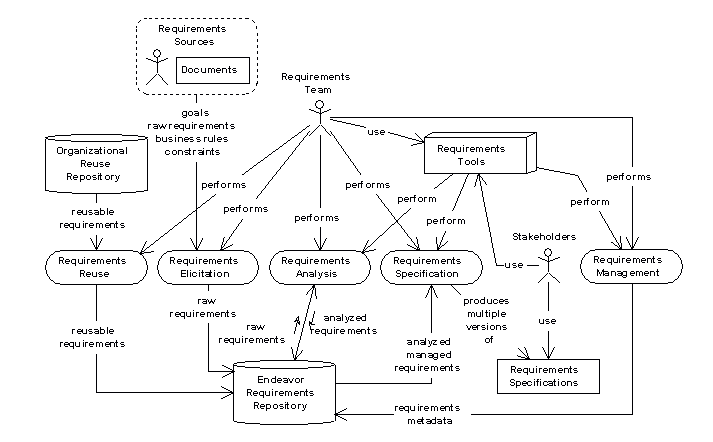 Requirements
Sources
Documents
Requirements
Team
goals
raw requirements
business rules
constraints
use
Organizational
Reuse
Repository
Requirements
Tools
performs
performs
performs
performs
perform
perform
perform
performs
reusable
requirements
Stakeholders
Requirements
Reuse
Requirements
Elicitation
Requirements
Analysis
Requirements
Specification
use
Requirements
Management
raw
requirements
raw
requirements
analyzed
requirements
produces
multiple
versions
of
use
reusable
requirements
analyzed
managed
requirements
Requirements
Specifications
Endeavor
Requirements
Repository
requirements
metadata